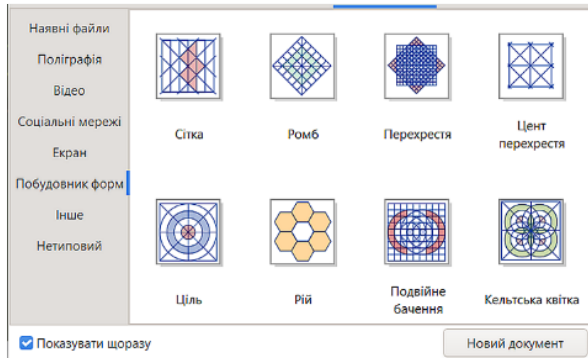 Наявні файли
Поліграфія
Відео
Соціальні мережі
Екран
Побудовник форм
Інше
Нетиповий
Сітка
Ромб
Перехрестя
Цент
перехрестя
Ціль
Рій
Подвійне
бачення
Кельтська квітка
Показувати щоразу
Новий документ